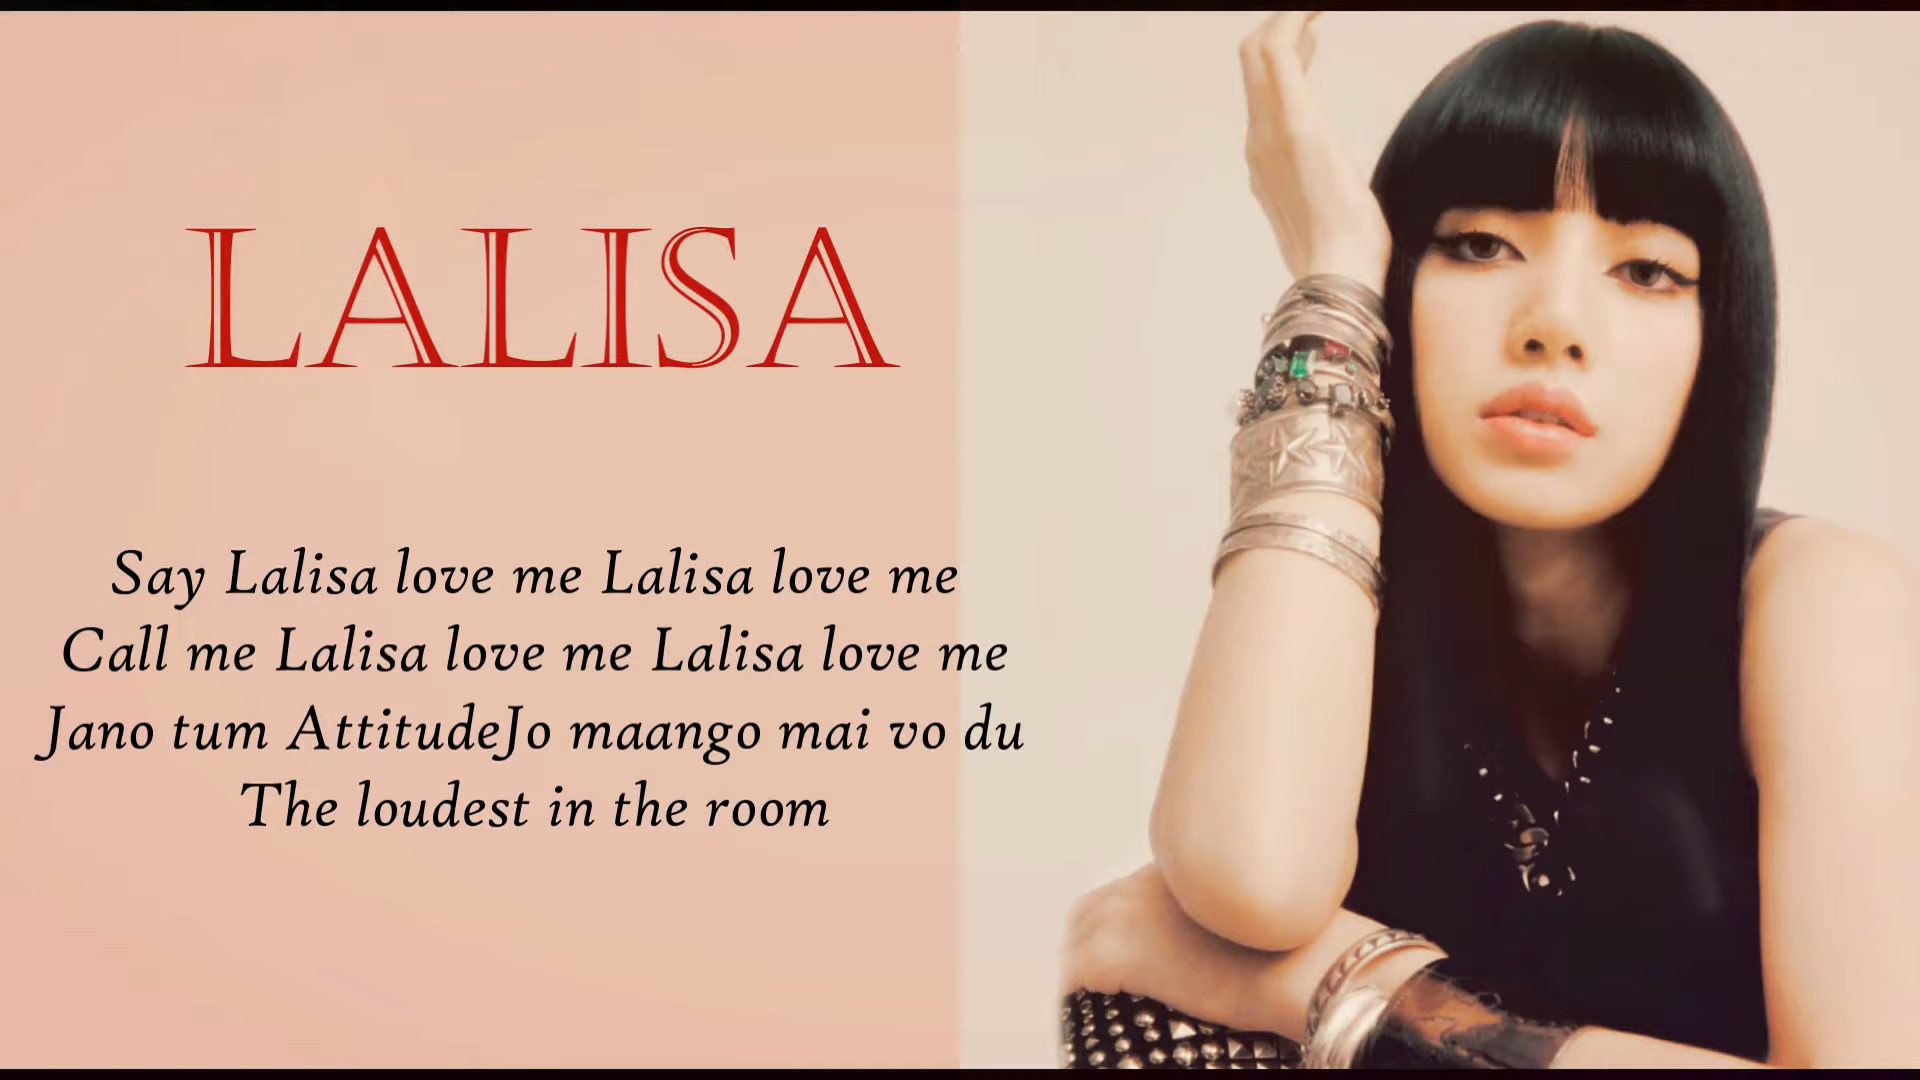 LALISA
Say Lalisa love me Lalisa love me
Call me Lalisa love me Lalisa love me
Jano tum AttitudeJo maango mai vo du
The loudest in the room